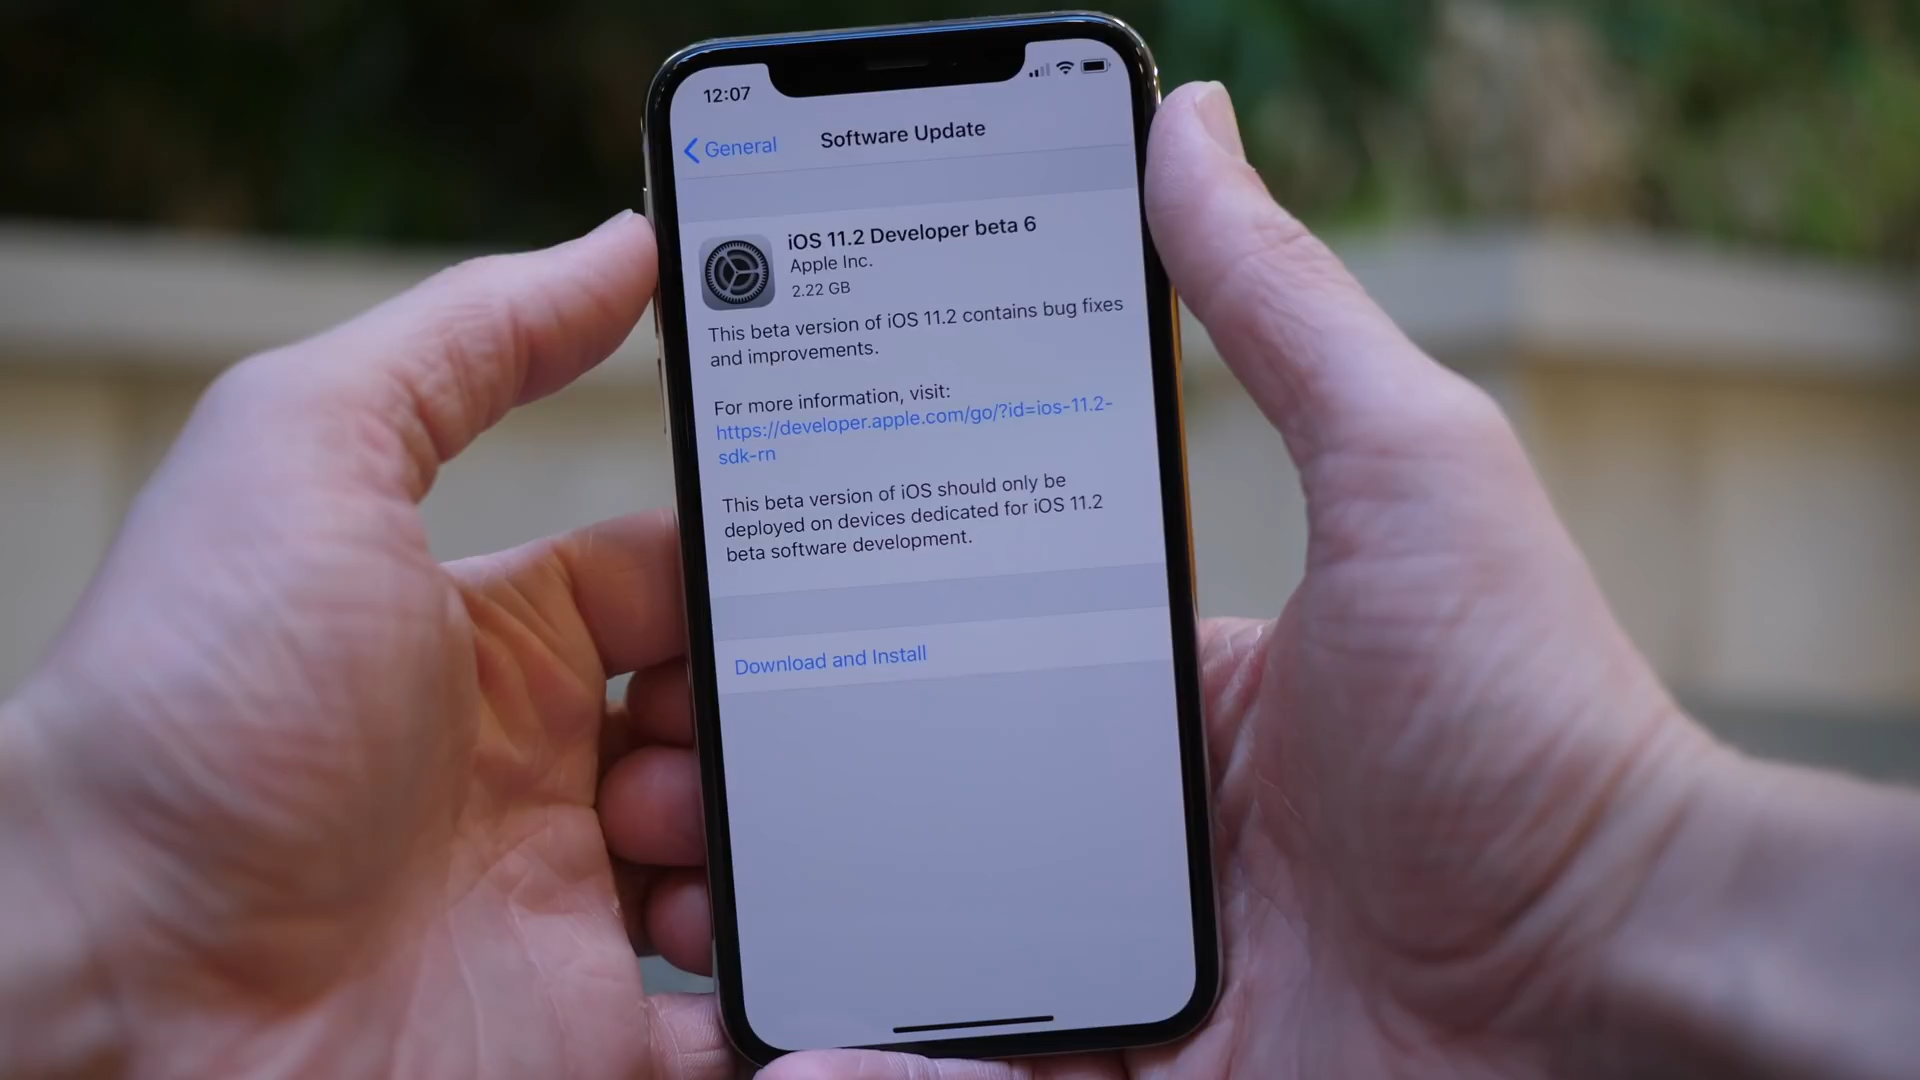 12:07
General
Software Update
iOS 11.2 Developer beta 6
Apple Inc.
2.22 GB
This beta version of iOS 11.2 contains bug fixes
and improvements.
For more information, visit:
https://developer.apple.com/go/?id=ios-11.2-
sdk-rn
This beta version of iOS should only be
deployed on devices dedicated for iOS 11.2
beta software development.
Download and Install